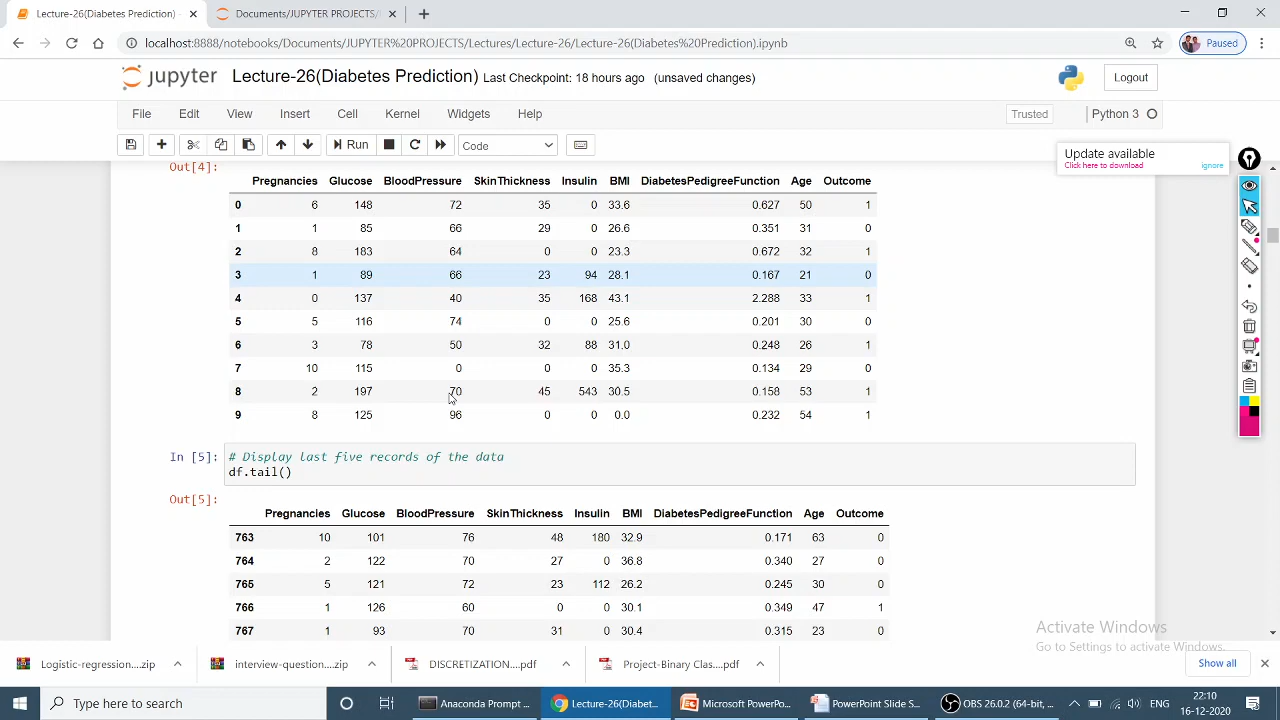 Lecture-26(Diabetes Prediction)
Documents/JUPYTER PROJECTS/
localhost:8888/notebooks/Documents/JUPYTER%20PROJECTS/Lectures/Lecture-26/Lecture-26(Diabetes%20Prediction).ipynb
Paused
jupyter Lecture-26(Diabetes Prediction) Last Checkpoint: 18 hours ago (unsaved changes)
Logout
File Edit View Insert Cell Kernel Widgets Help
Trusted
Python 3
Run
Code
Update available
Click here to download
ignore
Out[4]:
Pregnancies Glucose BloodPressure SkinThickness Insulin BMI DiabetesPedigreeFunction Age Outcome
0 6 148 72 35 0 33.6 0.627 50 1
1 1 85 66 29 0 26.6 0.351 31 0
2 8 183 64 0 0 23.3 0.672 32 1
3 1 89 66 23 94 28.1 0.167 21 0
4 0 137 40 35 168 43.1 2.288 33 1
5 5 116 74 0 0 25.6 0.201 30 0
6 3 78 50 32 88 31.0 0.248 26 1
7 10 115 0 0 0 35.3 0.134 29 0
8 2 197 70 45 543 30.5 0.158 53 1
9 8 125 96 0 0 0.0 0.232 54 1
In [5]:
# Display last five records of the data
df.tail()
Out[5]:
Pregnancies Glucose BloodPressure SkinThickness Insulin BMI DiabetesPedigreeFunction Age Outcome
763 10 101 76 48 180 32.9 0.171 63 0
764 2 122 70 27 0 36.8 0.340 27 0
765 5 121 72 23 112 26.2 0.245 30 0
766 1 126 60 0 0 30.1 0.349 47 1
767 1 93 70 31 0 30.4 0.315 23 0
Activate Windows
Go to Settings to activate Windows.
Logistic-regression....zip
interview-question....zip
DISCRETIZATION....pdf
Project-Binary Clas....pdf
Show all
Type here to search
Anaconda Prompt ...
Lecture-26(Diabet...
Microsoft PowerPo...
PowerPoint Slide S...
OBS 26.0.2 (64-bit, ...
ENG
22:10
16-12-2020